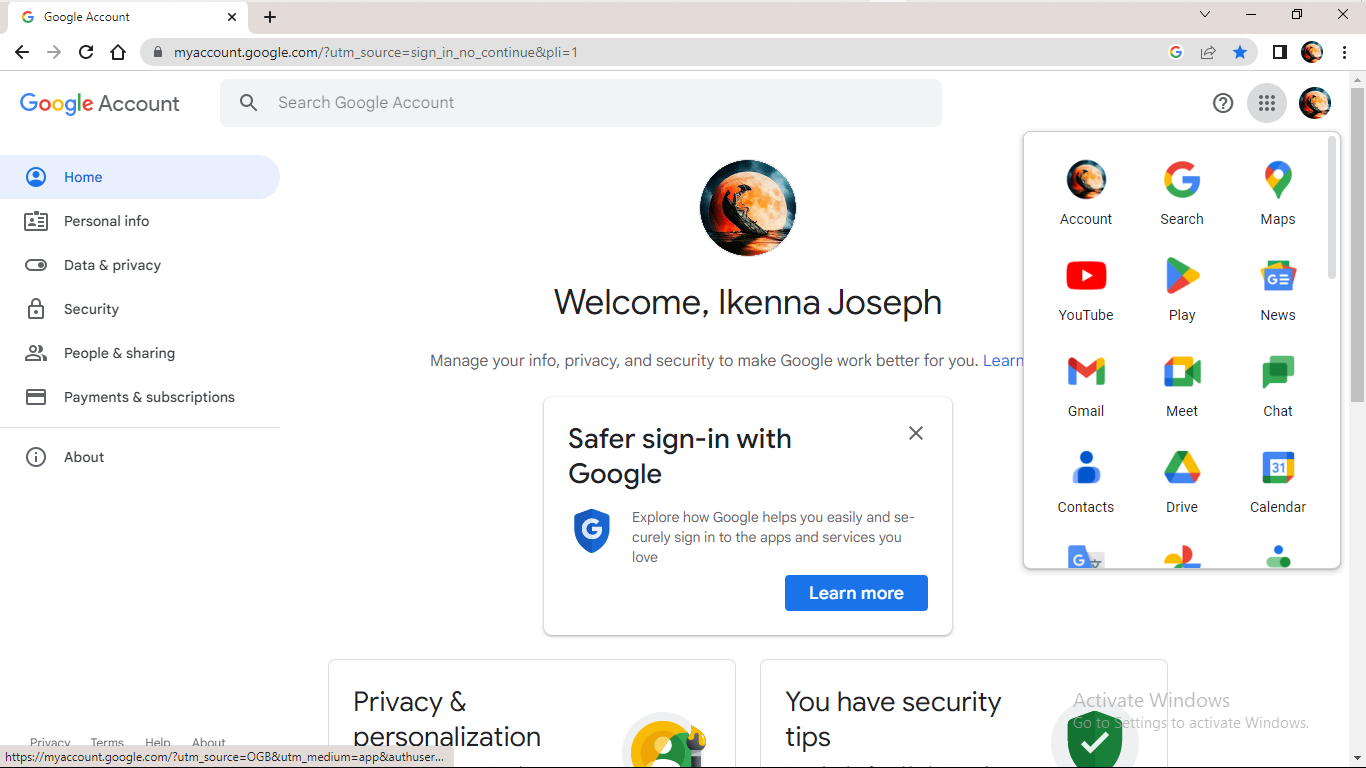 Google Account
myaccount.google.com/?utm_source=sign_in_no_continue&pli=1
Google Account
Search Google Account
Home
Personal info
Data & privacy
Security
People & sharing
Payments & subscriptions
About
Welcome, Ikenna Joseph
Manage your info, privacy, and security to make Google work better for you. Learn
Safer sign-in with
Google
Explore how Google helps you easily and se-
curely sign in to the apps and services you
love
Learn more
Privacy &
personalization
You have security
tips
Account
Search
Maps
YouTube
Play
News
Gmail
Meet
Chat
Contacts
Drive
31
Calendar
Activate Windows
Go to Settings to activate Windows.
Privacy Terms Help About
https://myaccount.google.com/?utm_source=OGB&utm_medium=app&authuser...